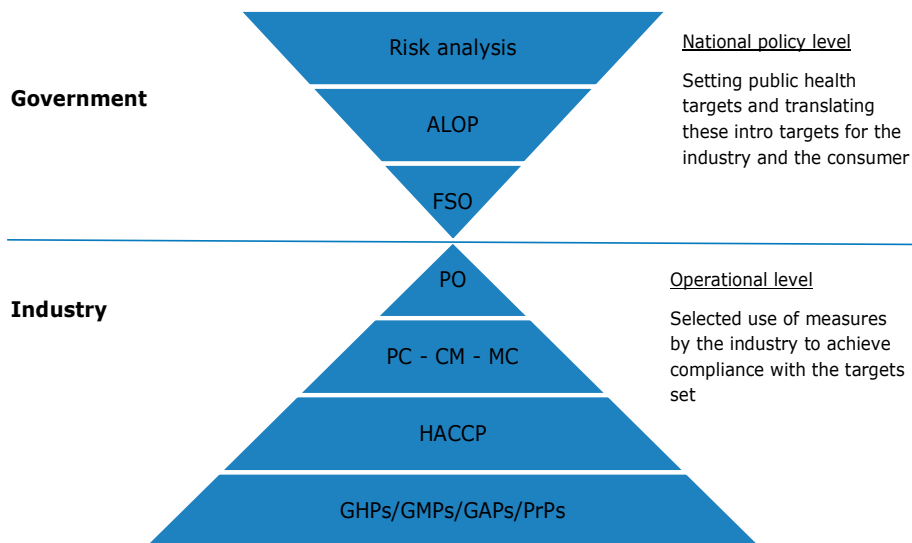 Risk analysis
National policy level
Government
ALOP
Setting public health
targets and translating
these intro targets for the
industry and the consumer
FSO
PO
Operational level
Industry
PC - CM - MC
Selected use of measures
by the industry to achieve
compliance with the targets
set
HACCP
GHPs/GMPs/GAPs/PrPs